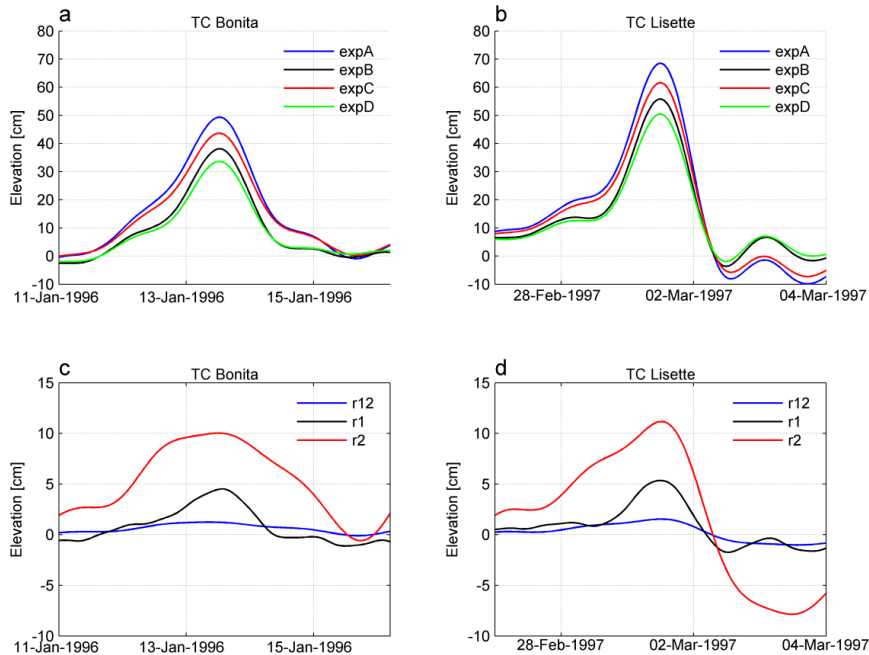 a
TC Bonita
80
70
60
50
40
30
20
10
0
-10
Elevation [cm]
expA
expB
expC
expD
11-Jan-1996
13-Jan-1996
15-Jan-1996
b
TC Lisette
80
70
60
50
40
30
20
10
0
-10
Elevation [cm]
expA
expB
expC
expD
28-Feb-1997
02-Mar-1997
04-Mar-1997
c
TC Bonita
15
10
5
0
-5
-10
Elevation [cm]
r12
r1
r2
11-Jan-1996
13-Jan-1996
15-Jan-1996
d
TC Lisette
15
10
5
0
-5
-10
Elevation [cm]
r12
r1
r2
28-Feb-1997
02-Mar-1997
04-Mar-1997